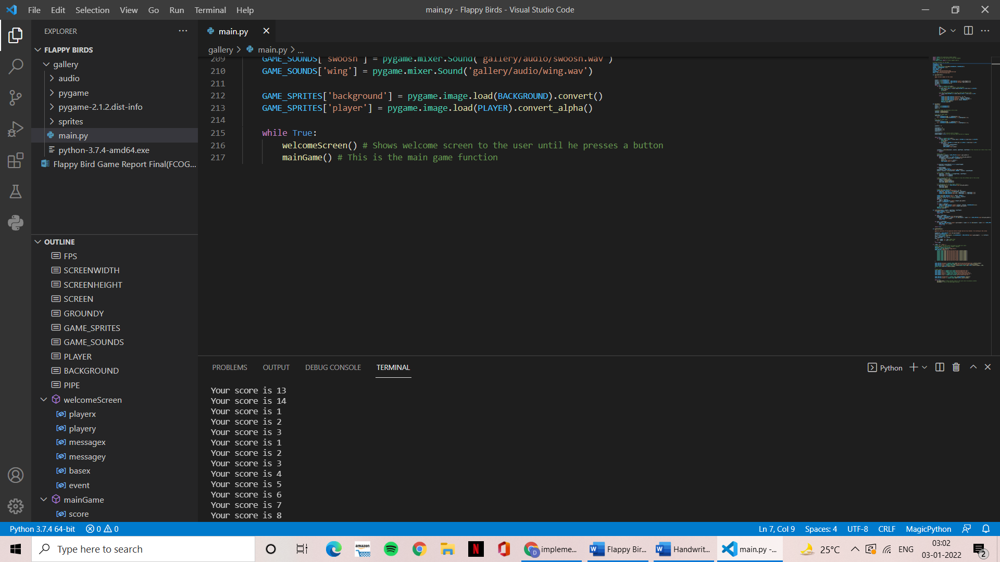 File Edit Selection View Go Run Terminal Help
main.py - Flappy Birds - Visual Studio Code
EXPLORER
FLAPPY BIRDS
gallery
audio
pygame
pygame-2.1.2.dist-info
sprites
main.py
python-3.7.4-amd64.exe
Flappy Bird Game Report Final(FCOG...
OUTLINE
FPS
SCREENWIDTH
SCREENHEIGHT
SCREEN
GROUNDY
GAME_SPRITES
GAME_SOUNDS
PLAYER
BACKGROUND
PIPE
welcomeScreen
playerx
playery
messagex
messagey
basex
event
mainGame
score
main.py
gallery > main.py > ...
209 GAME_SOUNDS['swoosh'] = pygame.mixer.Sound('gallery/audio/swoosh.wav')
210 GAME_SOUNDS['wing'] = pygame.mixer.Sound('gallery/audio/wing.wav')
211
212 GAME_SPRITES['background'] = pygame.image.load(BACKGROUND).convert()
213 GAME_SPRITES['player'] = pygame.image.load(PLAYER).convert_alpha()
214
215 while True:
216 welcomeScreen() # Shows welcome screen to the user until he presses a button
217 mainGame() # This is the main game function
PROBLEMS OUTPUT DEBUG CONSOLE TERMINAL
Python
Your score is 13
Your score is 14
Your score is 1
Your score is 2
Your score is 3
Your score is 1
Your score is 2
Your score is 3
Your score is 4
Your score is 5
Your score is 6
Your score is 7
Your score is 8
Python 3.7.4 64-bit 0 0
Ln 7, Col 9 Spaces: 4 UTF-8 CRLF MagicPython
Type here to search
amazon
N
D impleme...
Flappy Bir...
Handwrit...
main.py -...
25°C
ENG
03:02
03-01-2022
2